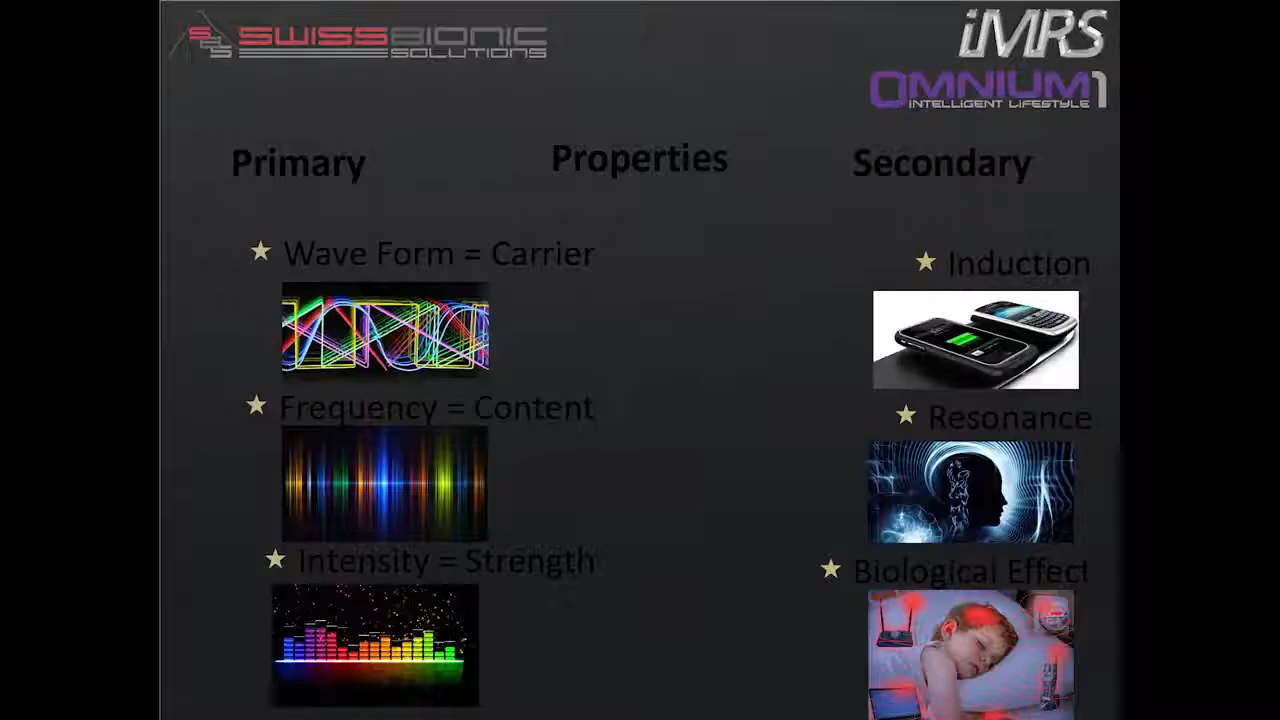 SWISSBIONIC
SOLUTIONS
SBS
iMRS
OMNIUM1
INTELLIGENT LIFESTYLE
Properties
Primary
Secondary
Wave Form = Carrier
Frequency = Content
Intensity = Strength
Induction
Resonance
Biological Effect